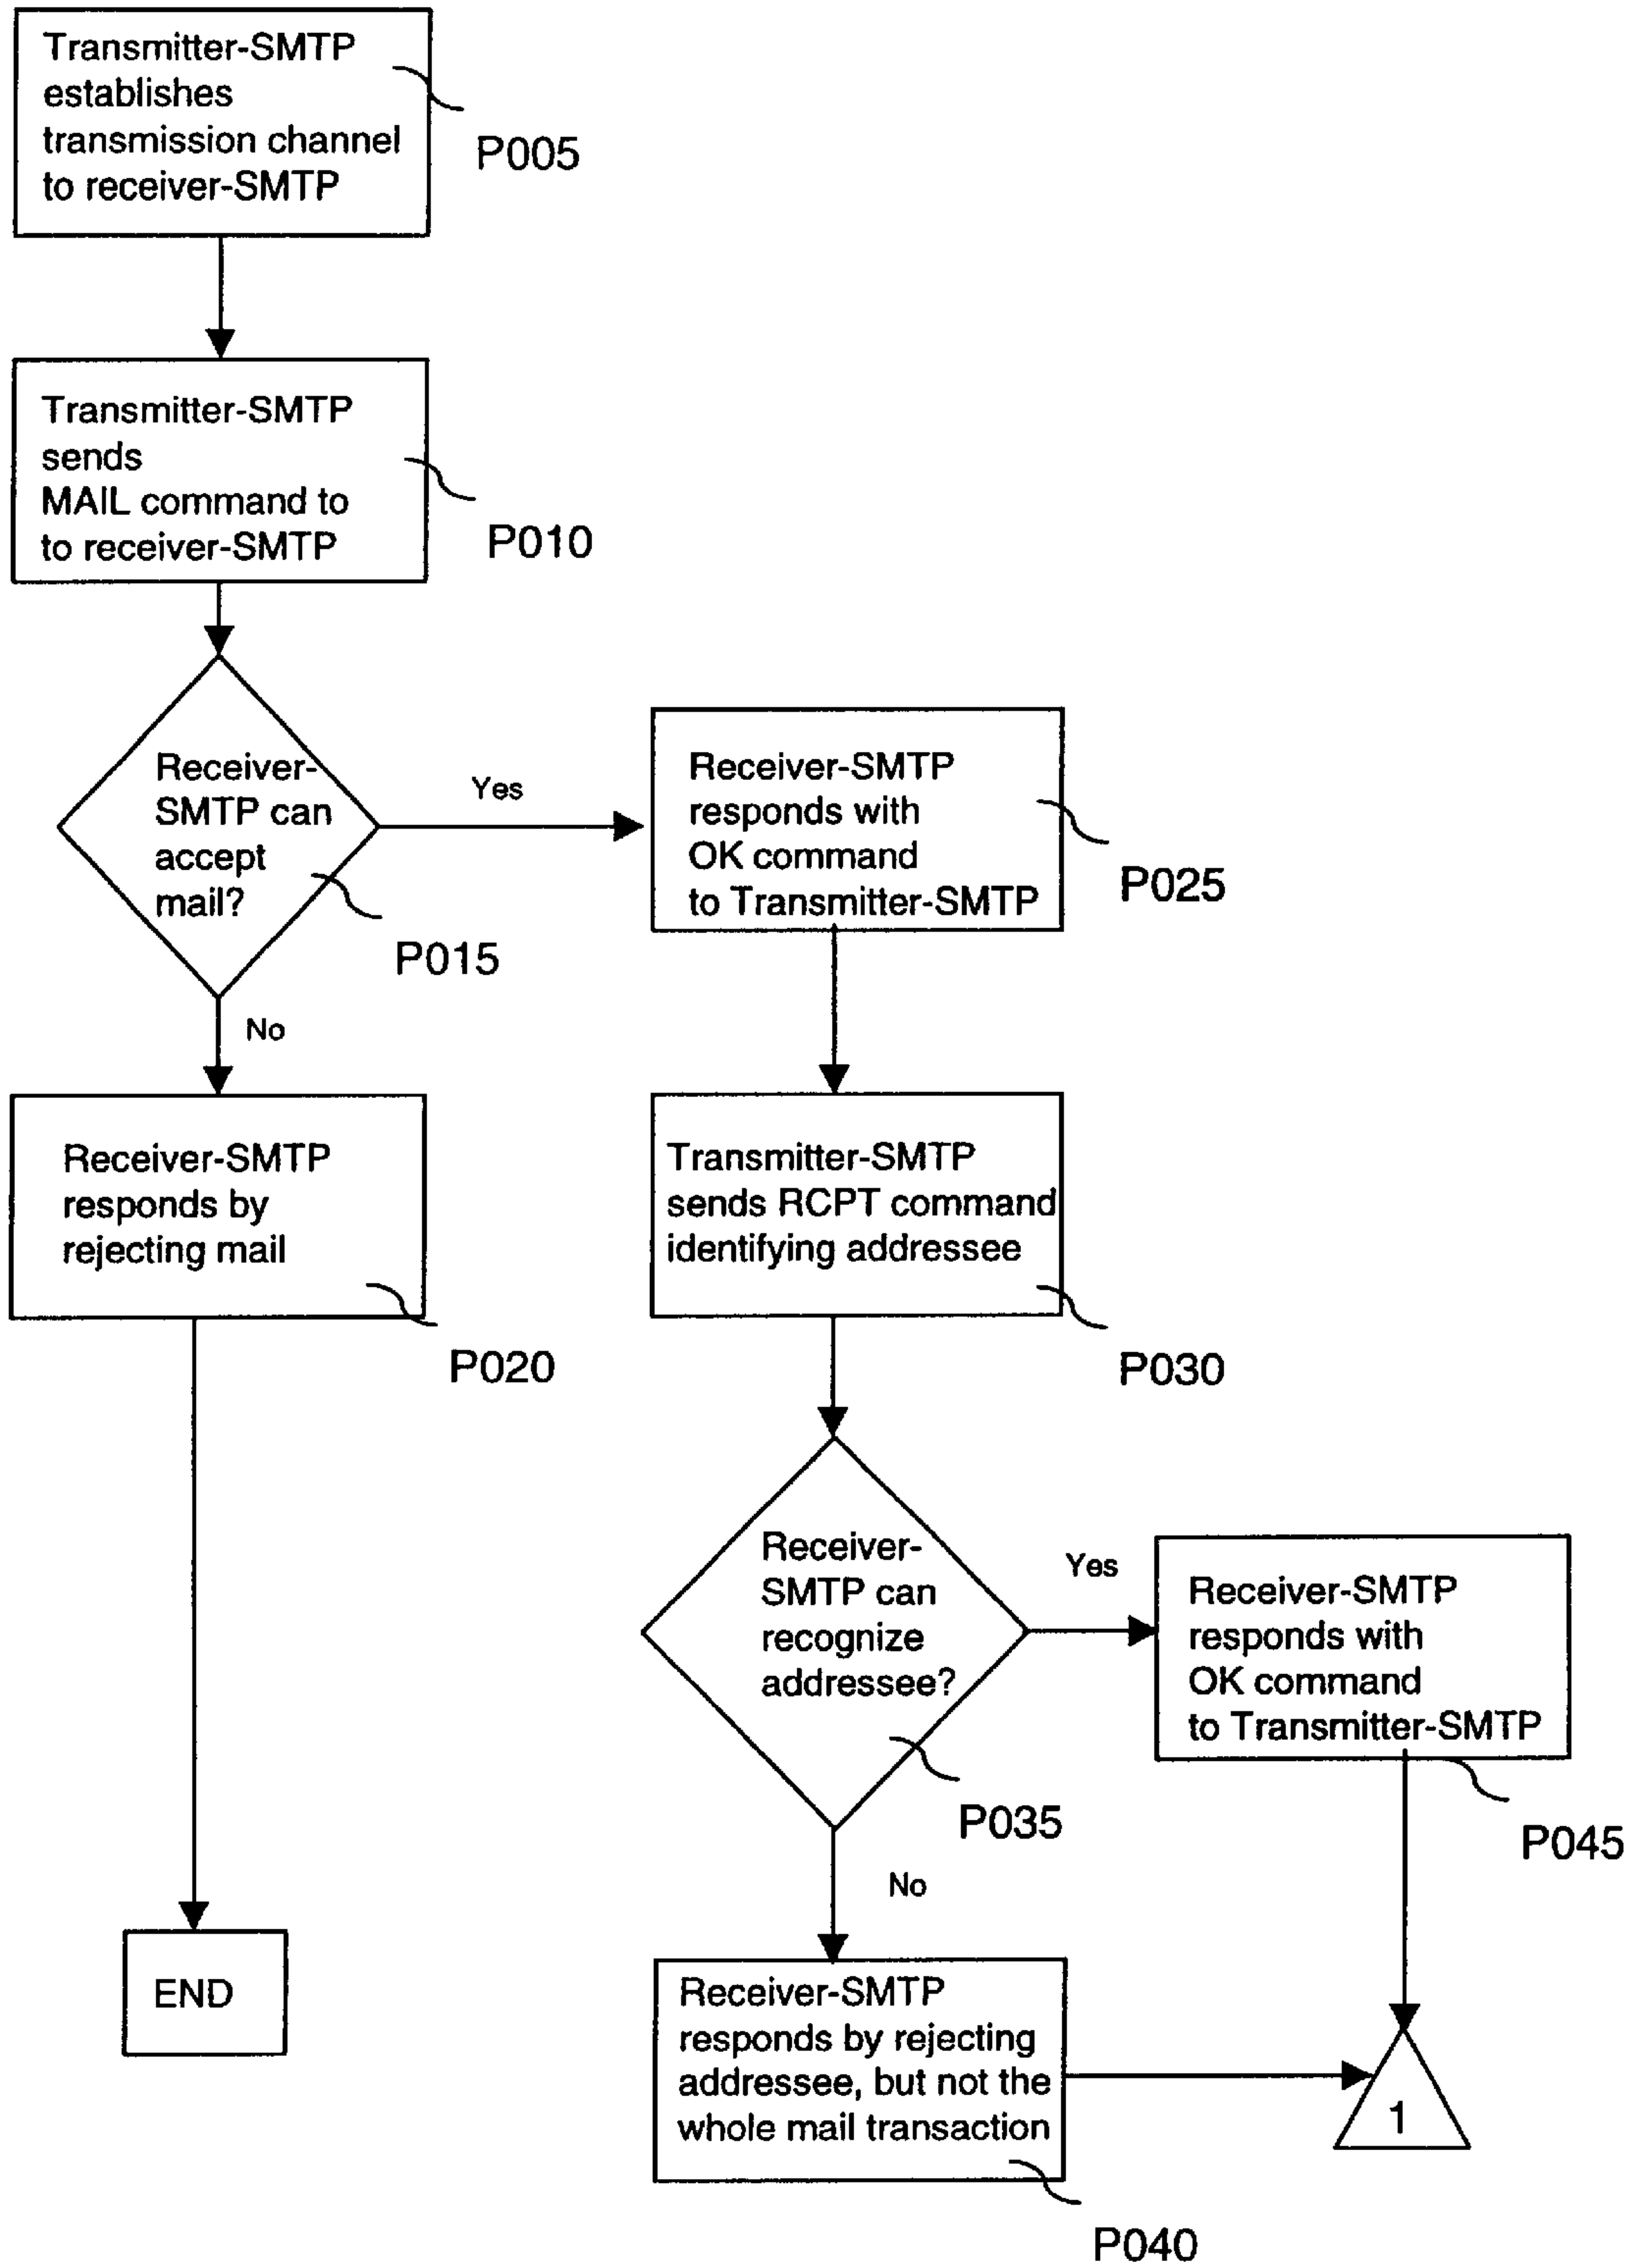 Transmitter-SMTP
establishes
transmission channel
to receiver-SMTP
P005
Transmitter-SMTP
sends
MAIL command to
to receiver-SMTP
P010
Receiver-
SMTP can
accept
mail?
P015
Yes
No
Receiver-SMTP
responds with
OK command
to Transmitter-SMTP
P025
Receiver-SMTP
responds by
rejecting mail
P020
Transmitter-SMTP
sends RCPT command
identifying addressee
P030
Receiver-
SMTP can
recognize
addressee?
P035
Yes
No
Receiver-SMTP
responds with
OK command
to Transmitter-SMTP
P045
END
Receiver-SMTP
responds by rejecting
addressee, but not the
whole mail transaction
P040
1